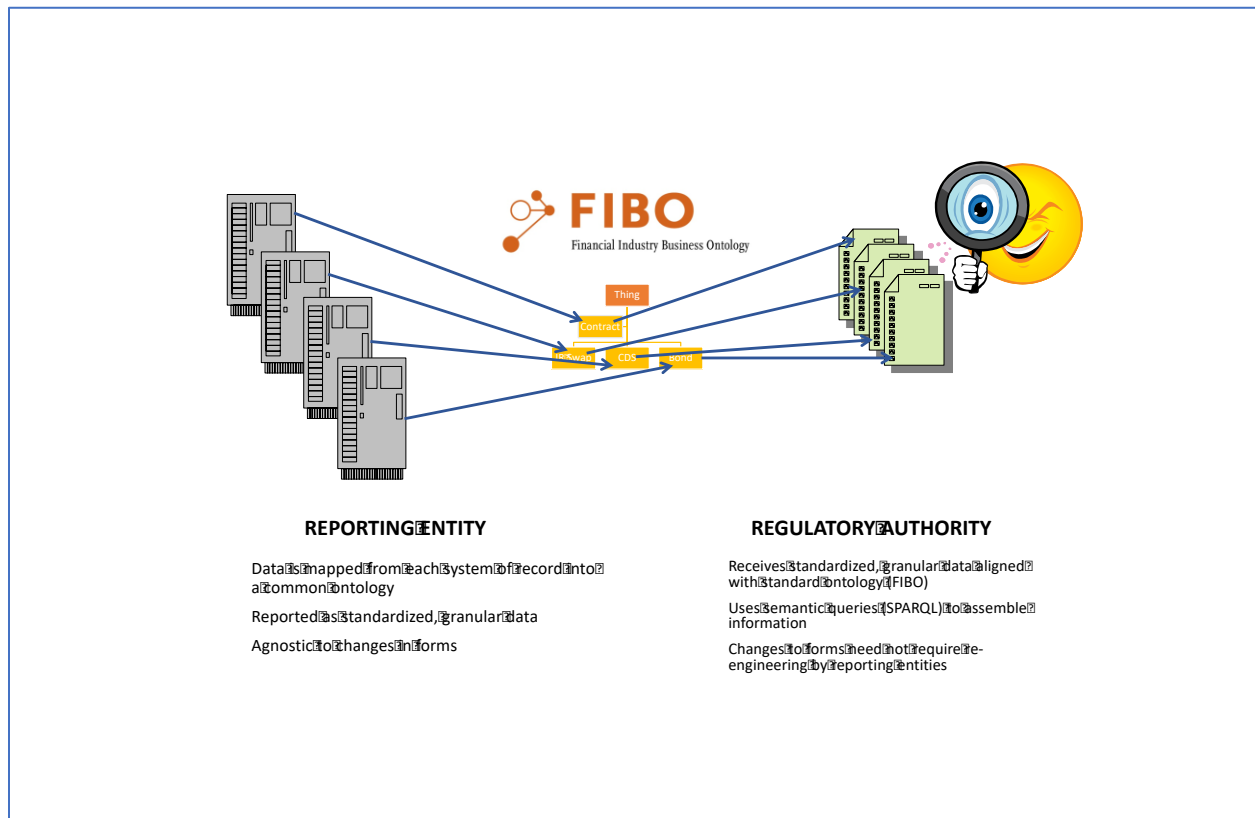 FIBO
Financial Industry Business Ontology
Thing
Contract
Swap
CDS
Bond
REPORTING ENTITY
Data is mapped from each system of record into
a common ontology
Reported as standardized, granular data
Agnostic to changes in forms
REGULATORY AUTHORITY
Receives standardized, granular data aligned
with standard ontology (FIBO)
Uses semantic queries (SPARQL) to assemble
information
Changes to forms need not require re-
engineering by reporting entities